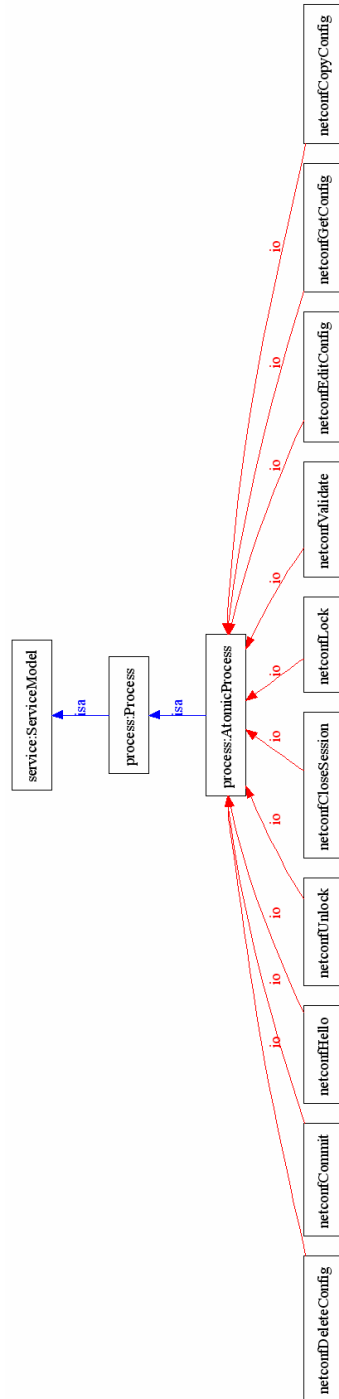 service:ServiceModel
isa
process:Process
isa
process:AtomicProcess
io
io
io
io
io
io
io
io
io
io
netconfDeleteConfig
netconfCommit
netconfHello
netconfUnlock
netconfCloseSession
netconfLock
netconfValidate
netconfEditConfig
netconfGetConfig
netconfCopyConfig